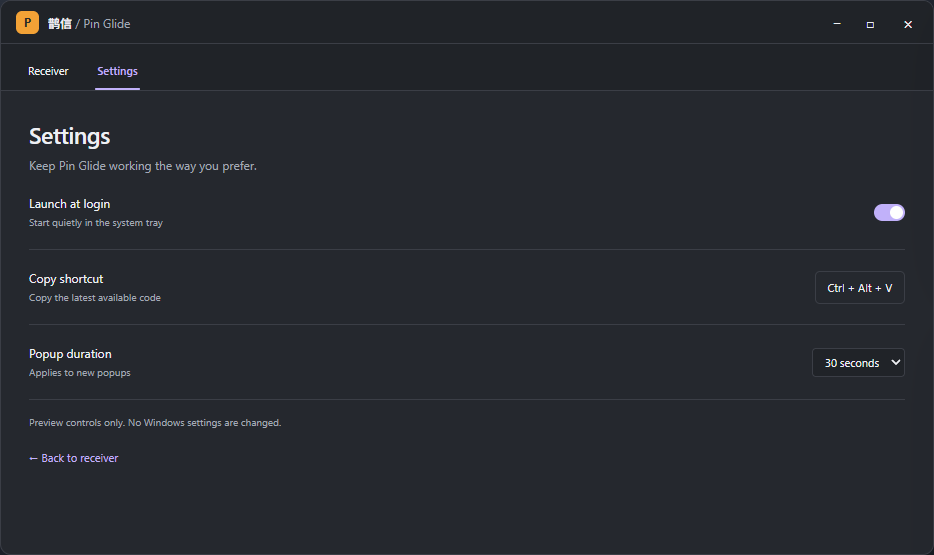 P 鹊信 / Pin Glide
Receiver Settings
Settings
Keep Pin Glide working the way you prefer.
Launch at login
Start quietly in the system tray
Copy shortcut
Copy the latest available code
Ctrl + Alt + V
Popup duration
Applies to new popups
30 seconds
Preview controls only. No Windows settings are changed.
← Back to receiver